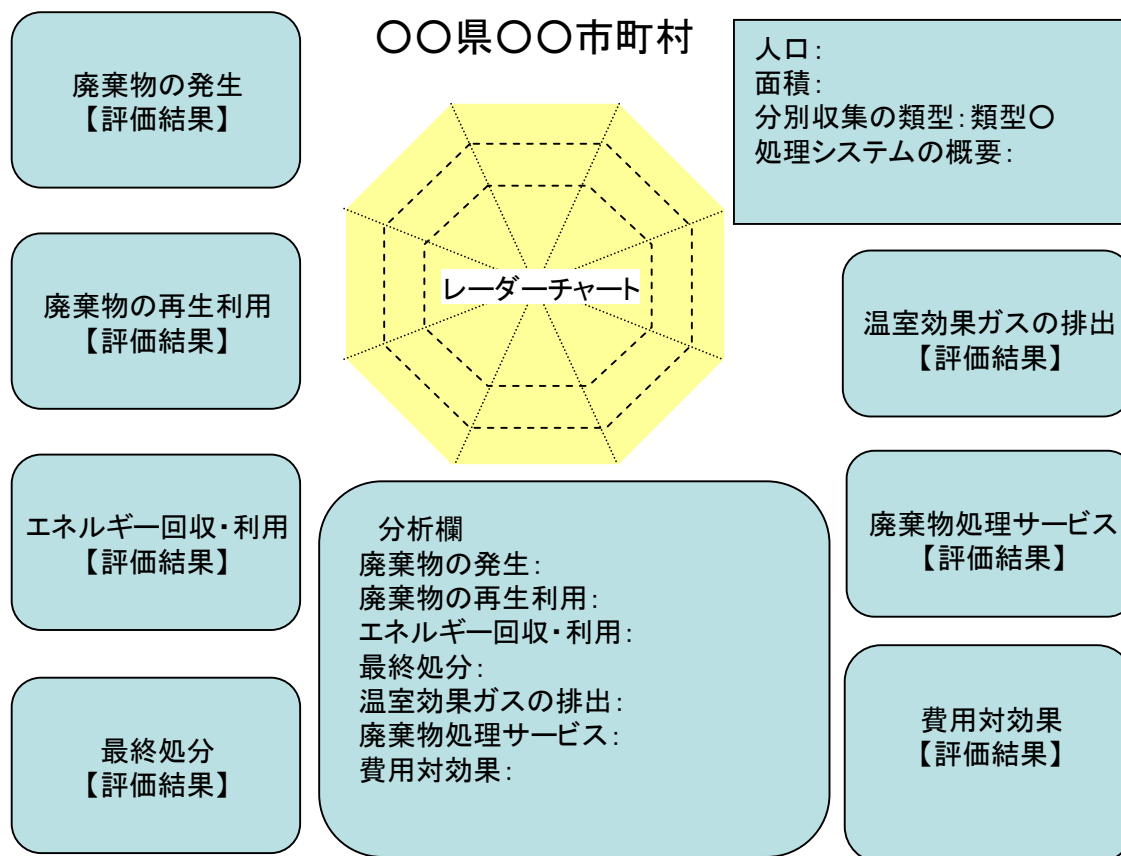 〇〇県〇〇市町村
人口：
面積：
分別収集の類型：類型〇
処理システムの概要：
廃棄物の発生
【評価結果】
廃棄物の再生利用
【評価結果】
エネルギー回収・利用
【評価結果】
最終処分
【評価結果】
レーダーチャート
温室効果ガスの排出
【評価結果】
廃棄物処理サービス
【評価結果】
費用対効果
【評価結果】
分析欄
廃棄物の発生：
廃棄物の再生利用：
エネルギー回収・利用：
最終処分：
温室効果ガスの排出：
廃棄物処理サービス：
費用対効果：